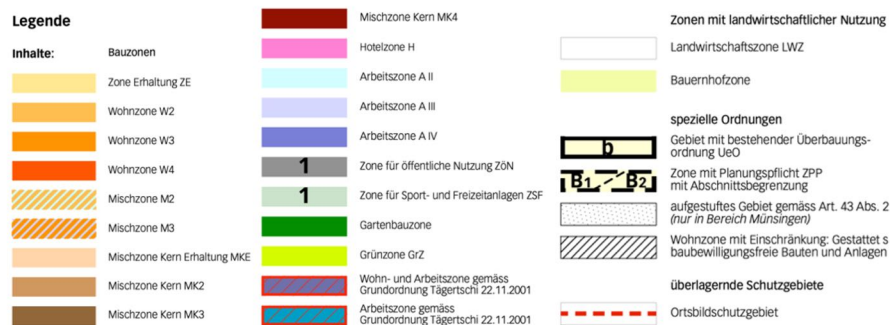 Legende
Inhalte: Bauzonen
Zone Erhaltung ZE
Wohnzone W2
Wohnzone W3
Wohnzone W4
Mischzone M2
Mischzone M3
Mischzone Kern Erhaltung MKE
Mischzone Kern MK2
Mischzone Kern MK3
Mischzone Kern MK4
Hotelzone H
Arbeitszone A II
Arbeitszone A III
Arbeitszone A IV
1 Zone für öffentliche Nutzung ZöN
1 Zone für Sport- und Freizeitanlagen ZSF
Gartenbauzone
Grünzone GrZ
Wohn- und Arbeitszone gemäss
Grundordnung Tägertschi 22.11.2001
Arbeitszone gemäss
Grundordnung Tägertschi 22.11.2001
Zonen mit landwirtschaftlicher Nutzung
Landwirtschaftszone LWZ
Bauernhofzone
spezielle Ordnungen
b Gebiet mit bestehender Überbauungs-
ordnung UeO
B1 B2 Zone mit Planungspflicht ZPP
mit Abschnittsbegrenzung
aufgestuftes Gebiet gemäss Art. 43 Abs. 2
(nur in Bereich Münsingen)
Wohnzone mit Einschränkung: Gestattet s
baubewilligungsfreie Bauten und Anlagen
überlagernde Schutzgebiete
Ortsbildschutzgebiet